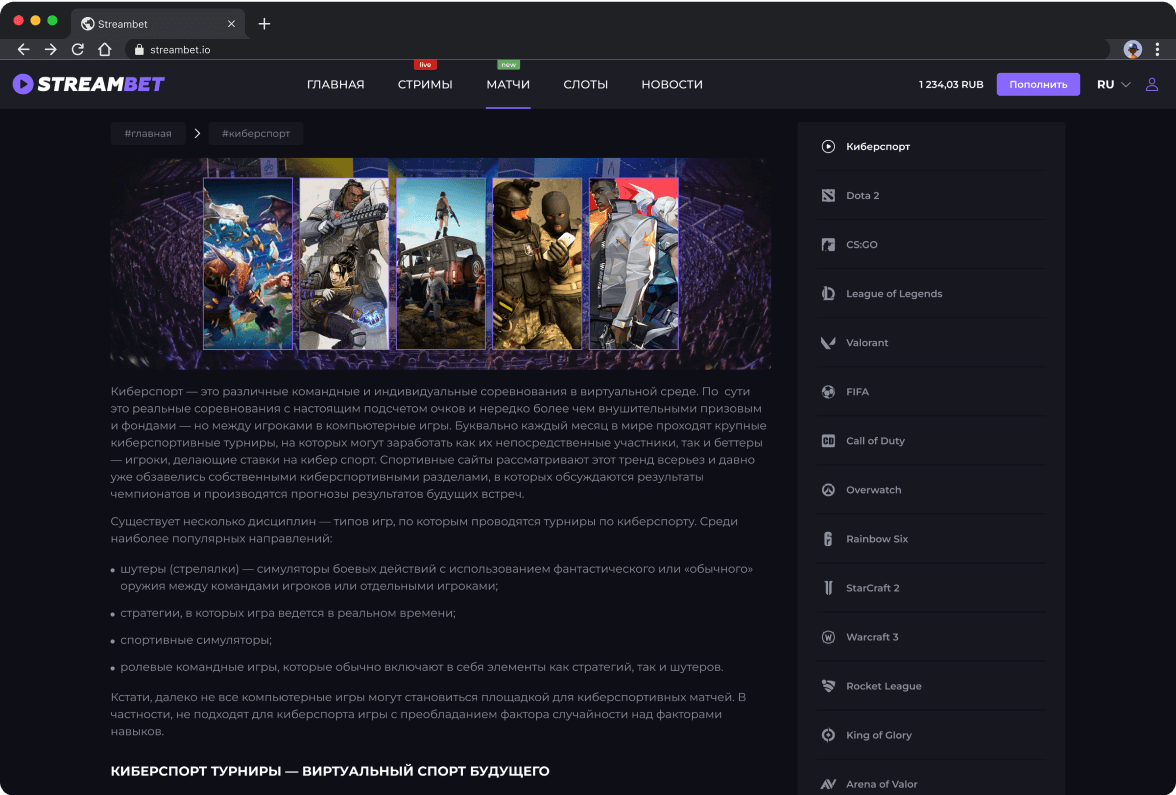 Streambet
streambet.io
STREAMBET
ГЛАВНАЯ
live
СТРИМЫ
new
МАТЧИ
СЛОТЫ
НОВОСТИ
1 234,03 RUB
Пополнить
RU
#главная
#киберспорт
Киберспорт — это различные командные и индивидуальные соревнования в виртуальной среде. По сути
это реальные соревнования с настоящим подсчетом очков и нередко более чем внушительными призовым
и фондами — но между игроками в компьютерные игры. Буквально каждый месяц в мире проходят крупные
киберспортивные турниры, на которых могут заработать как их непосредственные участники, так и беттеры
— игроки, делающие ставки на кибер спорт. Спортивные сайты рассматривают этот тренд всерьез и давно
уже обзавелись собственными киберспортивными разделами, в которых обсуждаются результаты
чемпионатов и производятся прогнозы результатов будущих встреч.
Существует несколько дисциплин — типов игр, по которым проводятся турниры по киберспорту. Среди
наиболее популярных направлений:
• шутеры (стрелялки) — симуляторы боевых действий с использованием фантастического или «обычного»
оружия между командами игроков или отдельными игроками;
• стратегии, в которых игра ведется в реальном времени;
• спортивные симуляторы;
• ролевые командные игры, которые обычно включают в себя элементы как стратегий, так и шутеров.
Кстати, далеко не все компьютерные игры могут становиться площадкой для киберспортивных матчей. В
частности, не подходят для киберспорта игры с преобладанием фактора случайности над факторами
навыков.
КИБЕРСПОРТ ТУРНИРЫ — ВИРТУАЛЬНЫЙ СПОРТ БУДУЩЕГО
Киберспорт
Dota 2
CS:GO
League of Legends
Valorant
FIFA
Call of Duty
Overwatch
Rainbow Six
StarCraft 2
Warcraft 3
Rocket League
King of Glory
Arena of Valor